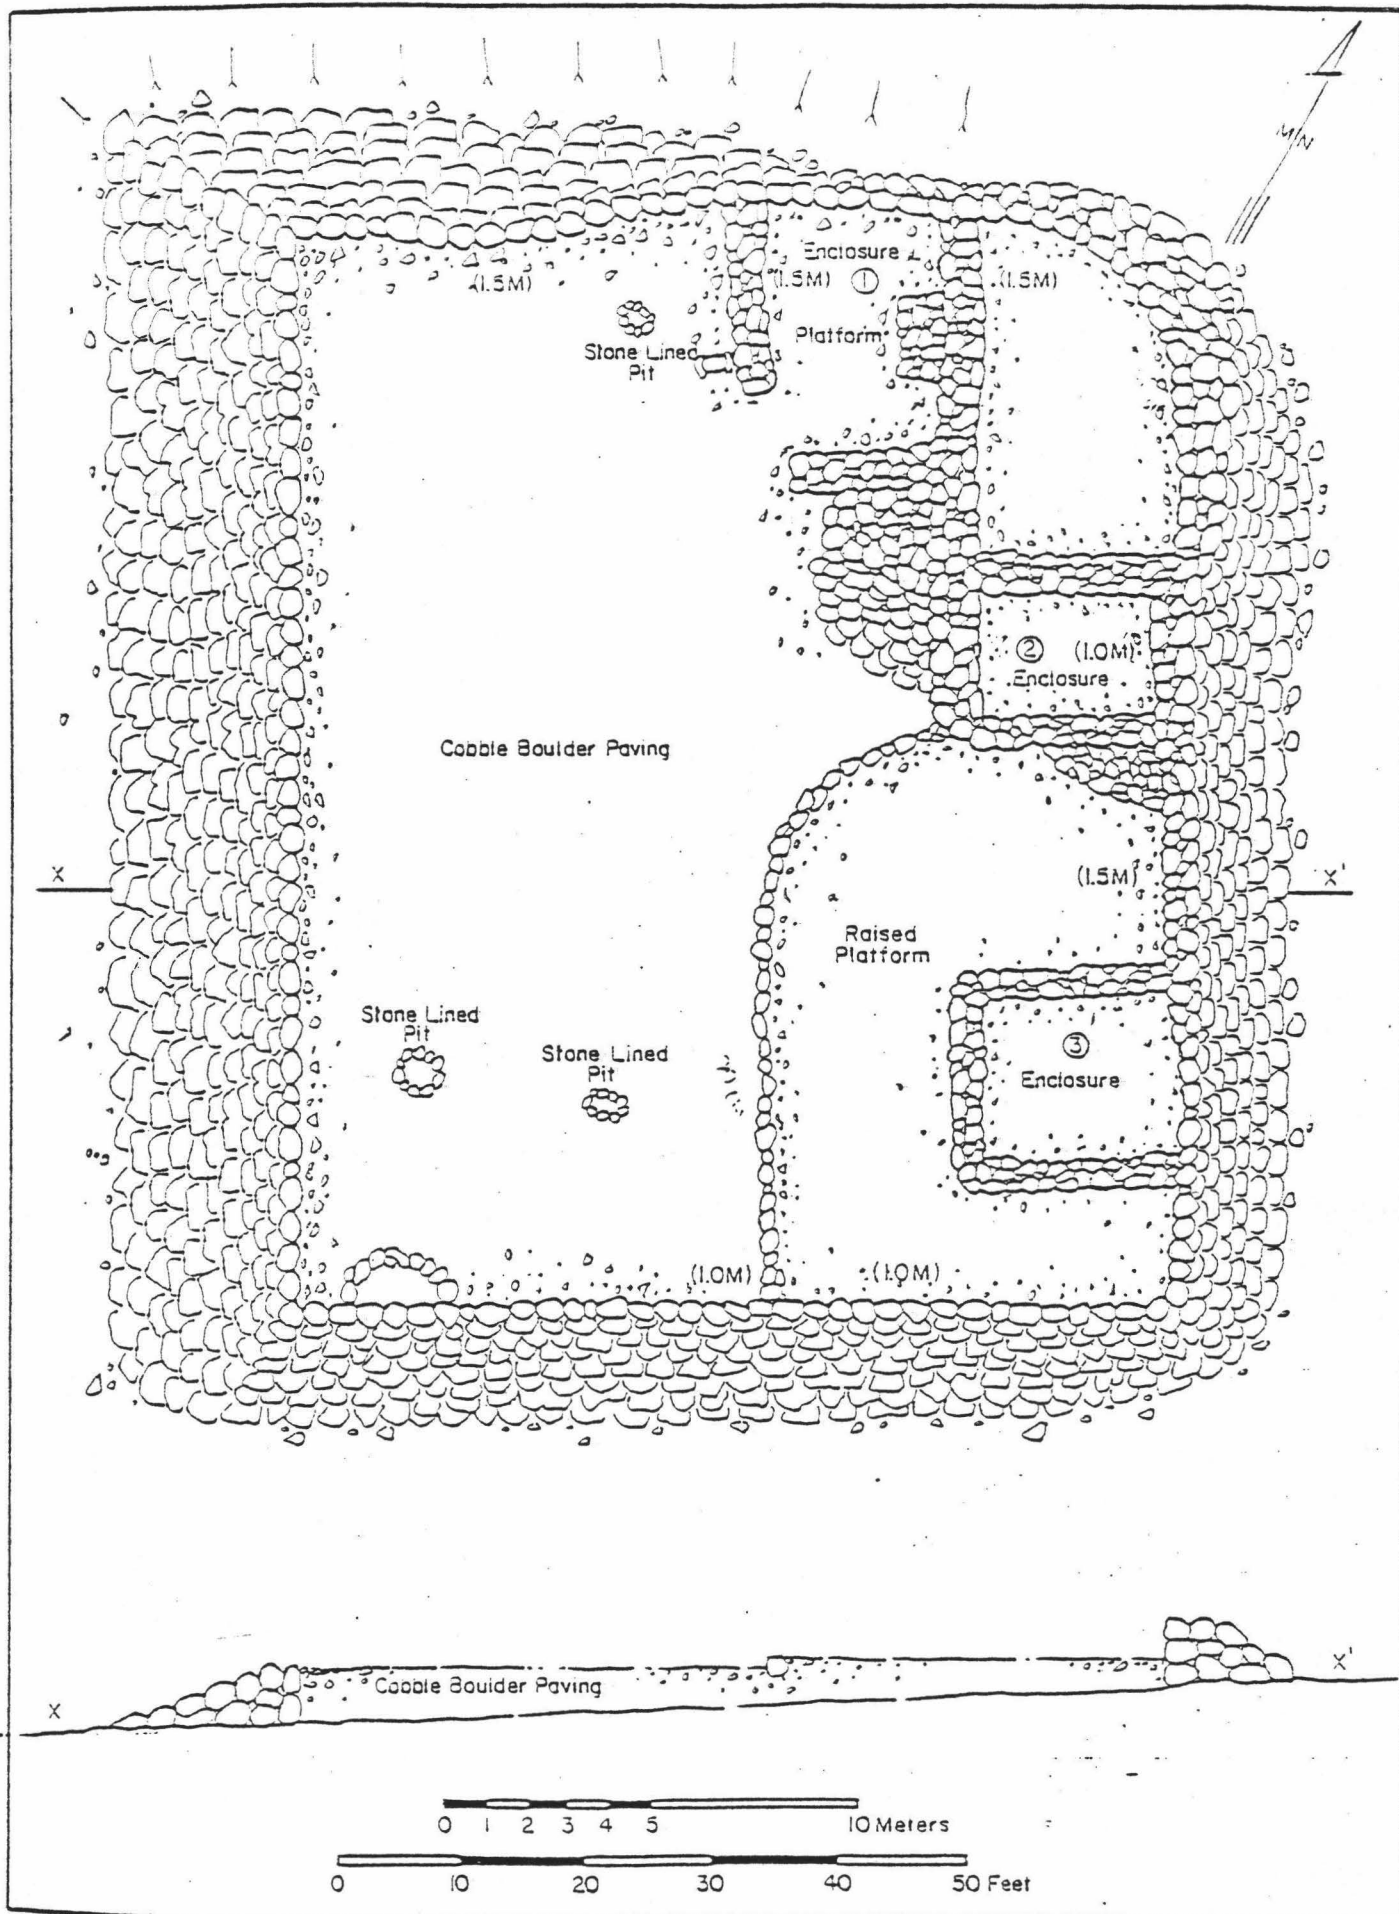 MN
Enclosure
(1.5M)
(1.5M) 1
(1.5M)
Platform
Stone Lined
Pit
2 (1.0M)
Enclosure
Cobble Boulder Paving
X
(1.5M)
X'
Raised
Platform
Stone Lined
Pit
Stone Lined
Pit
3
Enclosure
(1.0M)
(1.0M)
X'
Cobble Boulder Paving
X
0 1 2 3 4 5 10 Meters
0 10 20 30 40 50 Feet